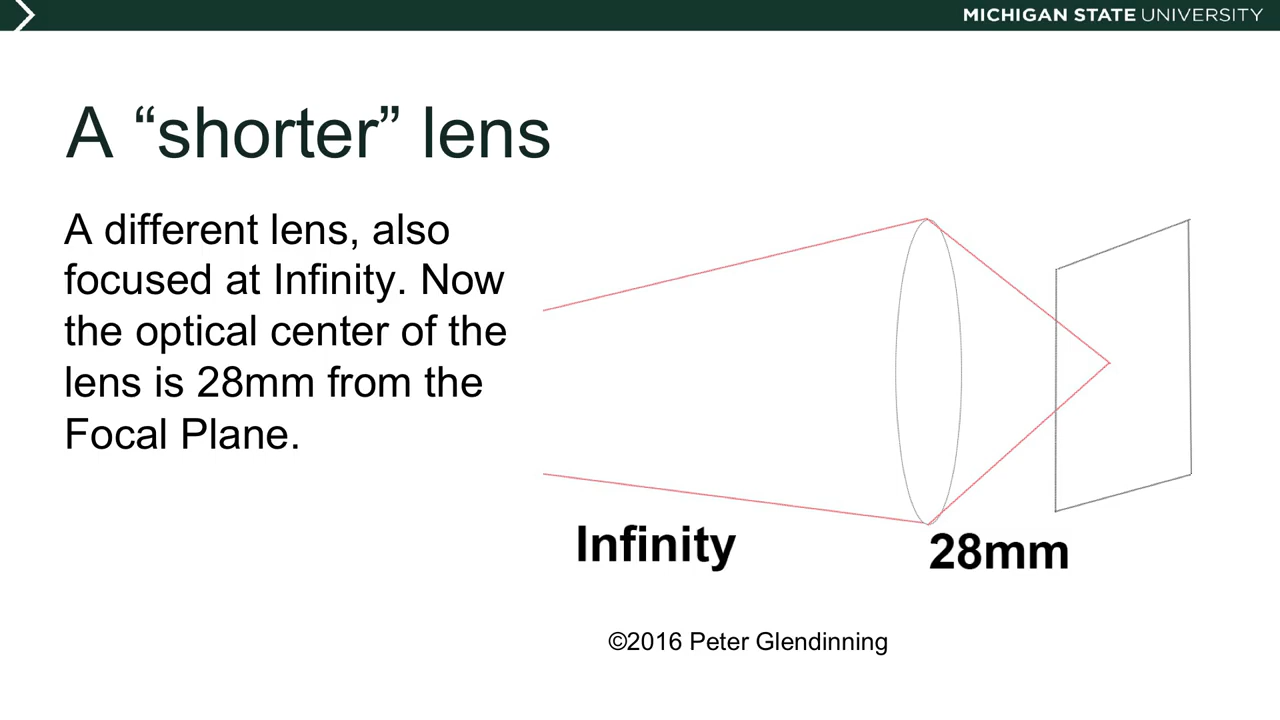 MICHIGAN STATE UNIVERSITY
A “shorter” lens
A different lens, also
focused at Infinity. Now
the optical center of the
lens is 28mm from the
Focal Plane.
Infinity
28mm
©2016 Peter Glendinning